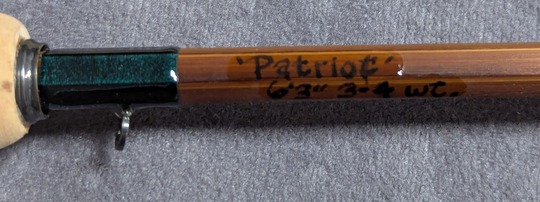 'Patriot'
6'3" 3-4 wt.